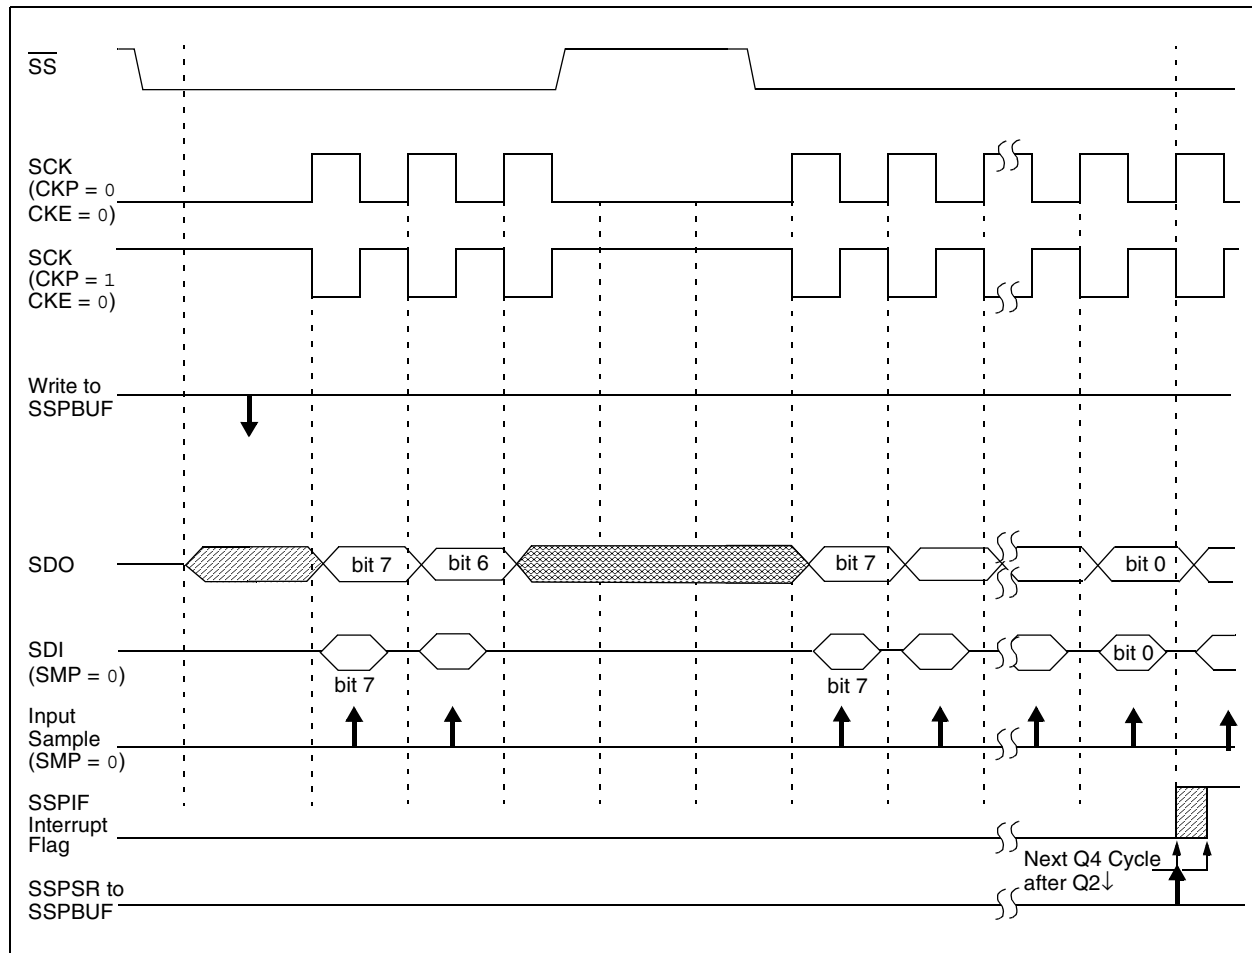 SS
SCK
(CKP = 0
CKE = 0)
SCK
(CKP = 1
CKE = 0)
Write to
SSPBUF
SDO
bit 7
bit 6
bit 7
bit 0
SDI
(SMP = 0)
bit 7
bit 7
bit 0
Input
Sample
(SMP = 0)
SSPIF
Interrupt
Flag
Next Q4 Cycle
after Q2↓
SSPSR to
SSPBUF